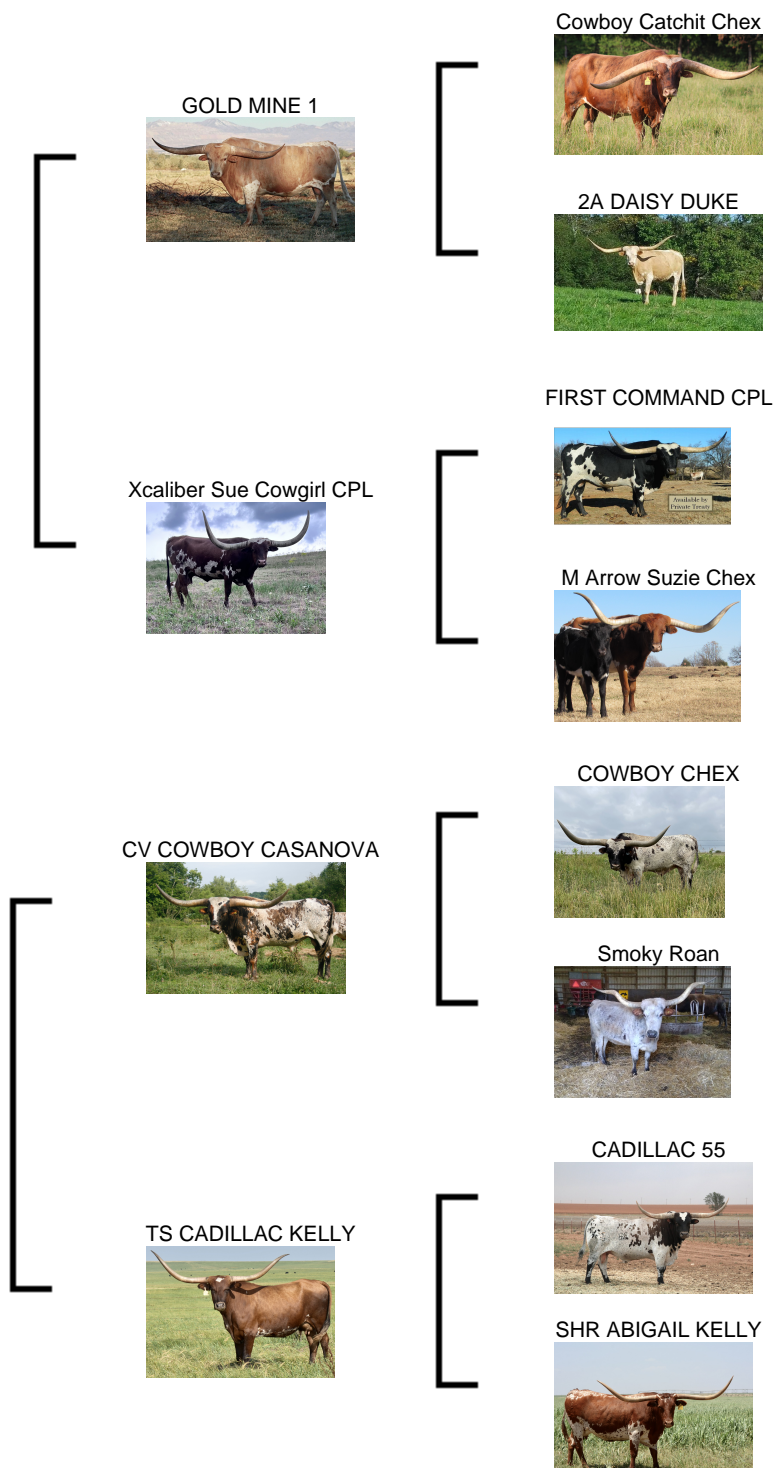 Cowboy Catchit Chex
GOLD MINE 1
2A DAISY DUKE
FIRST COMMAND CPL
Available by
Private Treaty
Xcaliber Sue Cowgirl CPL
M Arrow Suzie Chex
COWBOY CHEX
CV COWBOY CASANOVA
Smoky Roan
CADILLAC 55
TS CADILLAC KELLY
SHR ABIGAIL KELLY